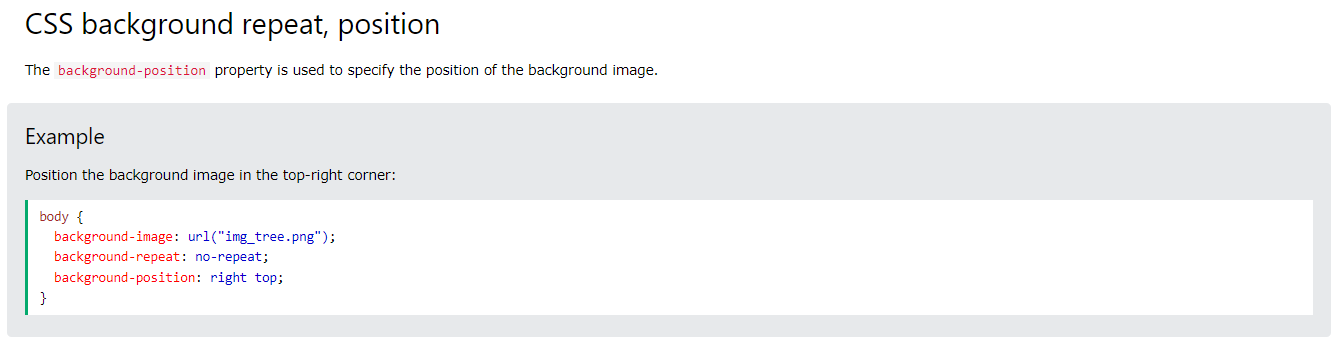 CSS background repeat, position
The background-position property is used to specify the position of the background image.
Example
Position the background image in the top-right corner:
body {
  background-image: url("img_tree.png");
  background-repeat: no-repeat;
  background-position: right top;
}